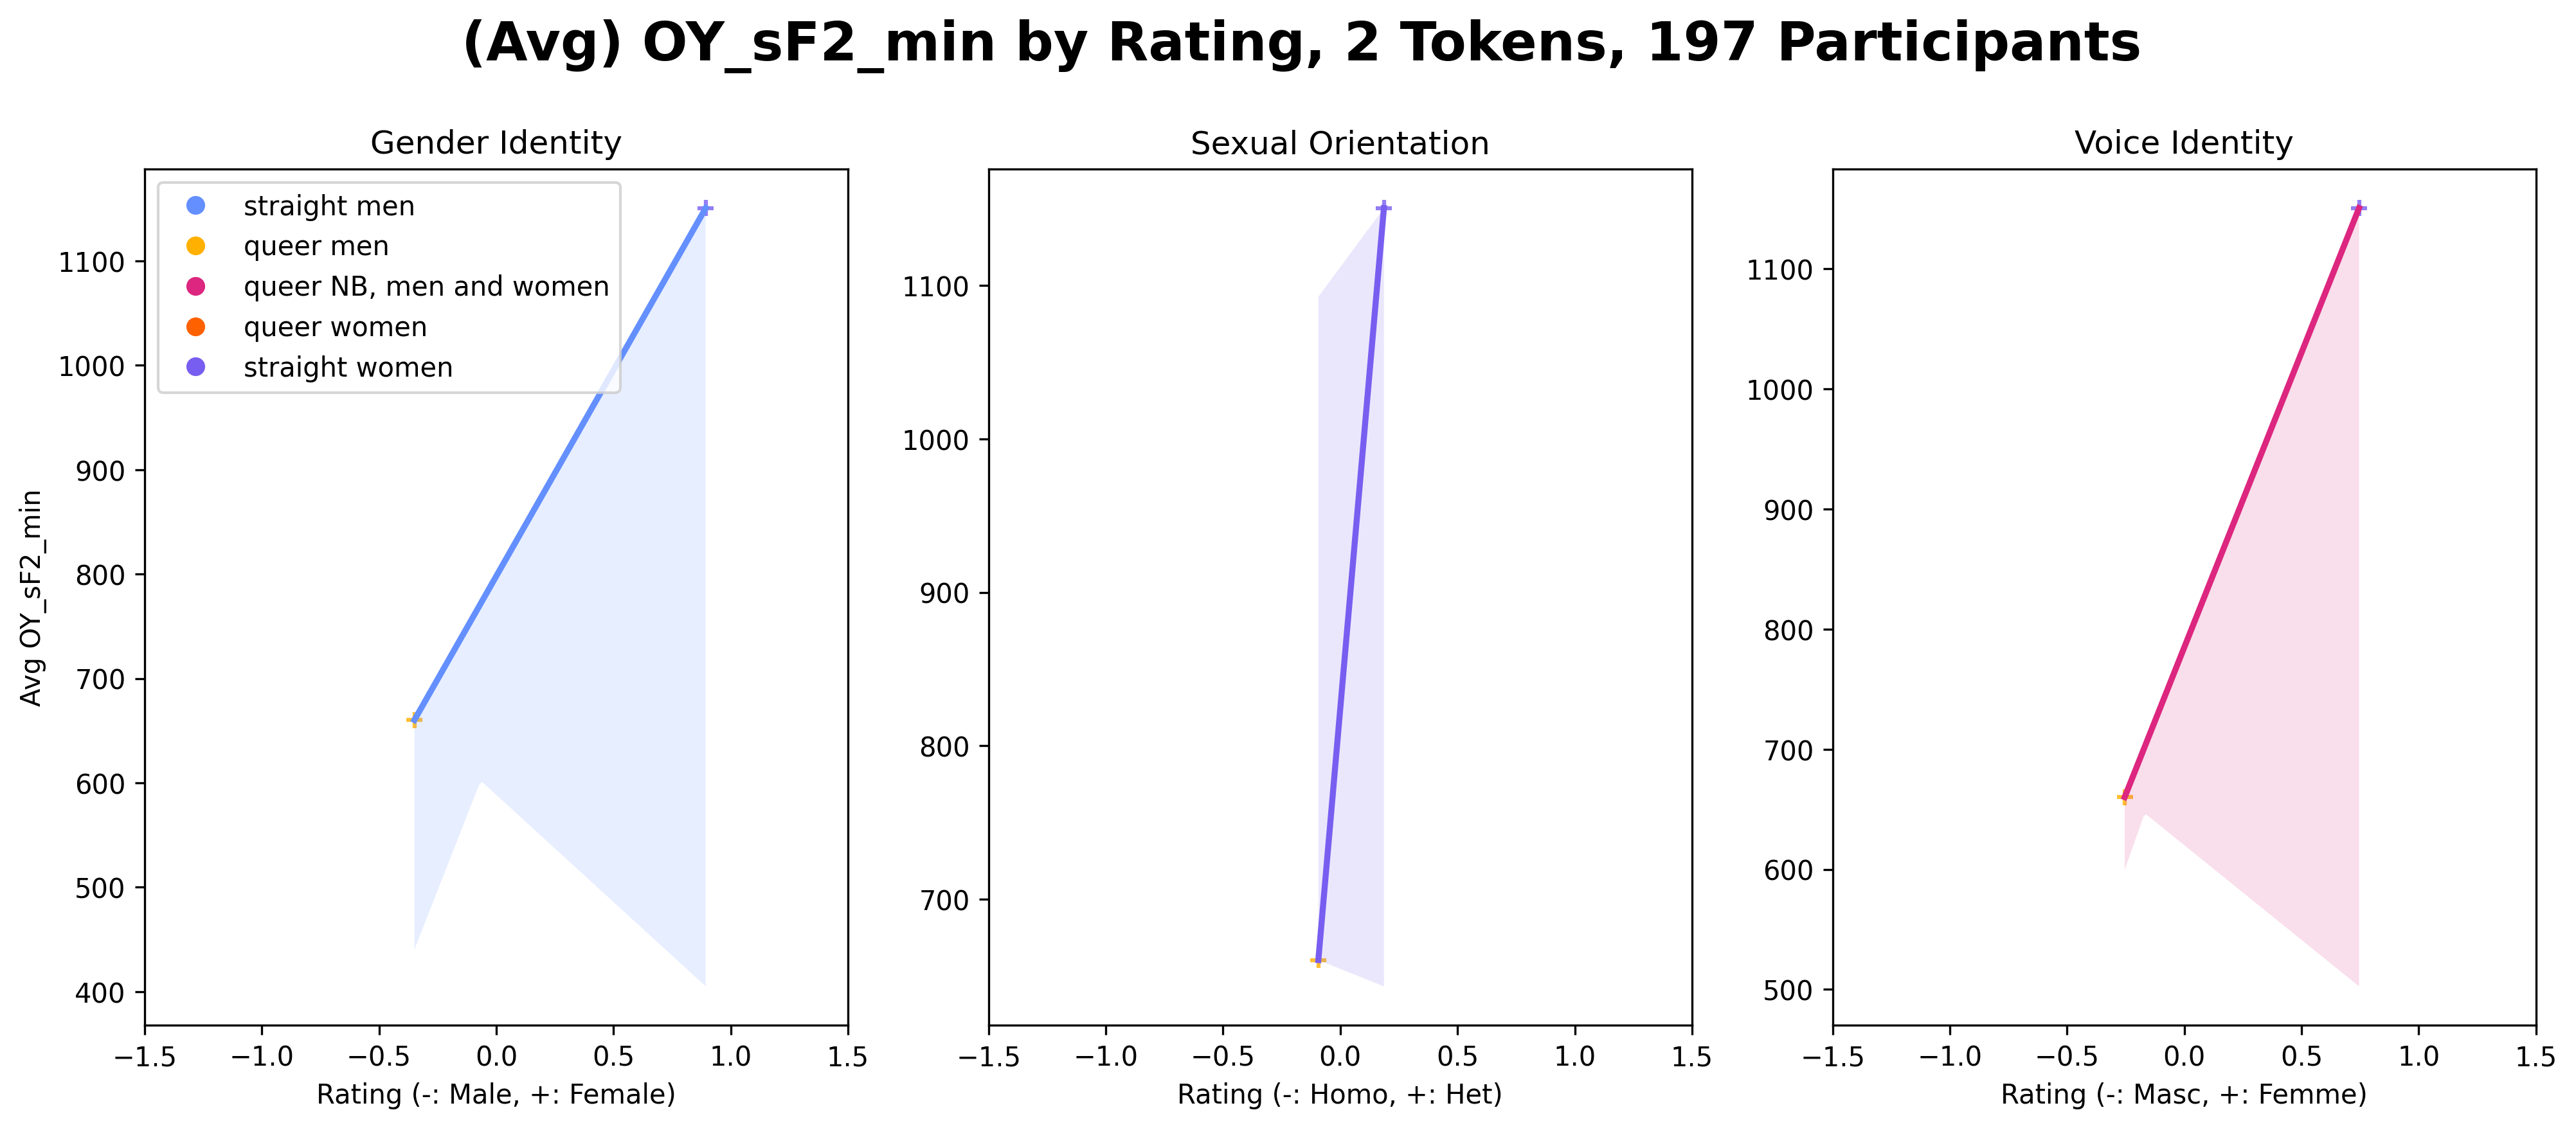 (Avg) OY_sF2_min by Rating, 2 Tokens, 197 Participants
Gender Identity
straight men
queer men
queer NB, men and women
queer women
straight women
1100
1000
900
800
700
600
500
400
Avg OY_sF2_min
−1.5 −1.0 −0.5 0.0 0.5 1.0 1.5
Rating (-: Male, +: Female)
Sexual Orientation
1100
1000
900
800
700
−1.5 −1.0 −0.5 0.0 0.5 1.0 1.5
Rating (-: Homo, +: Het)
Voice Identity
1100
1000
900
800
700
600
500
−1.5 −1.0 −0.5 0.0 0.5 1.0 1.5
Rating (-: Masc, +: Femme)